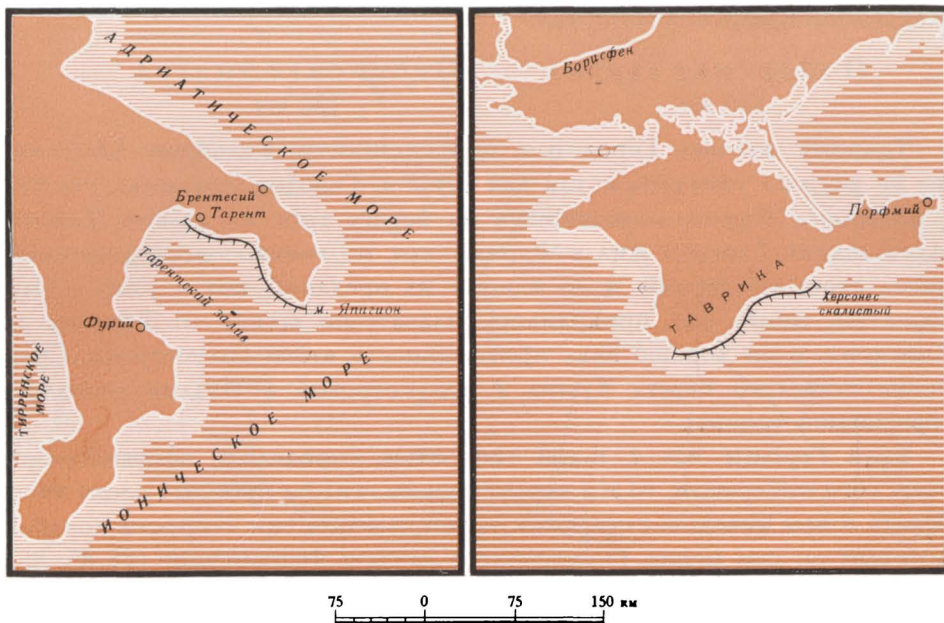 АДРИАТИЧЕСКОЕ МОРЕ
Брентесий
Тарент
Тарентский залив
м. Япигион
Фурии
ТИРРЕНСКОЕ
МОРЕ
ИОНИЧЕСКОЕ МОРЕ
Борисфен
Порфмий
ТАВРИКА
Херсонес
скалистый
75 0 75 150 км